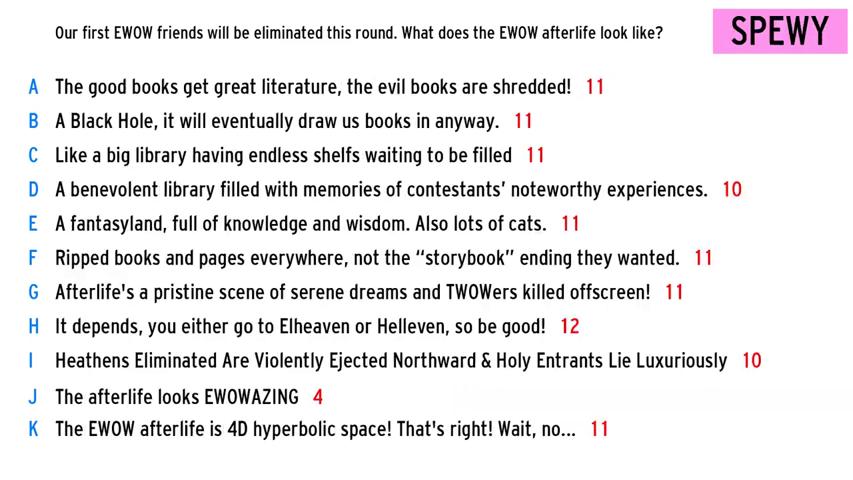 Our first EWOW friends will be eliminated this round. What does the EWOW afterlife look like?
SPEWY
A The good books get great literature, the evil books are shredded! 11
B A Black Hole, it will eventually draw us books in anyway. 11
C Like a big library having endless shelfs waiting to be filled 11
D A benevolent library filled with memories of contestants' noteworthy experiences. 10
E A fantasyland, full of knowledge and wisdom. Also lots of cats. 11
F Ripped books and pages everywhere, not the “storybook” ending they wanted. 11
G Afterlife's a pristine scene of serene dreams and TWOWers killed offscreen! 11
H It depends, you either go to Elheaven or Helleven, so be good! 12
I Heathens Eliminated Are Violently Ejected Northward & Holy Entrants Lie Luxuriously 10
J The afterlife looks EWOWAZING 4
K The EWOW afterlife is 4D hyperbolic space! That's right! Wait, no... 11